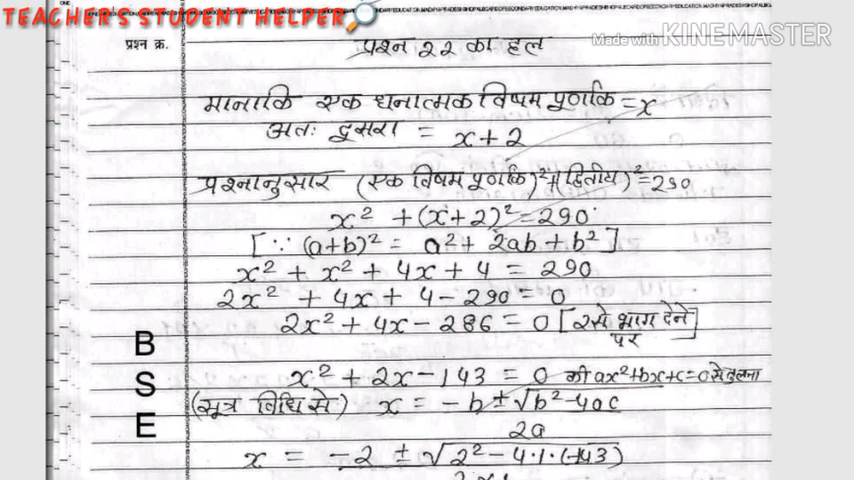 TEACHER'S STUDENT HELPER
Made with KINEMASTER
प्रश्न क्र.
प्रश्न 22 का हल
मानाकि एक धनात्मक विषम पूर्णांक = x
अतः दूसरा = x + 2
प्रश्नानुसार (एक विषम पूर्णांक)² + (द्वितीय)² = 290
x² + (x+2)² = 290
[∵ (a+b)² = a² + 2ab + b²]
x² + x² + 4x + 4 = 290
2x² + 4x + 4 - 290 = 0
2x² + 4x - 286 = 0 [2 से भाग देने पर]
x² + 2x - 143 = 0 की ax²+bx+c=0 से तुलना
(सूत्र विधि से) x = -b ± √b² - 4ac
2a
x = -2 ± √2² - 4·1·(-143)
B
S
E